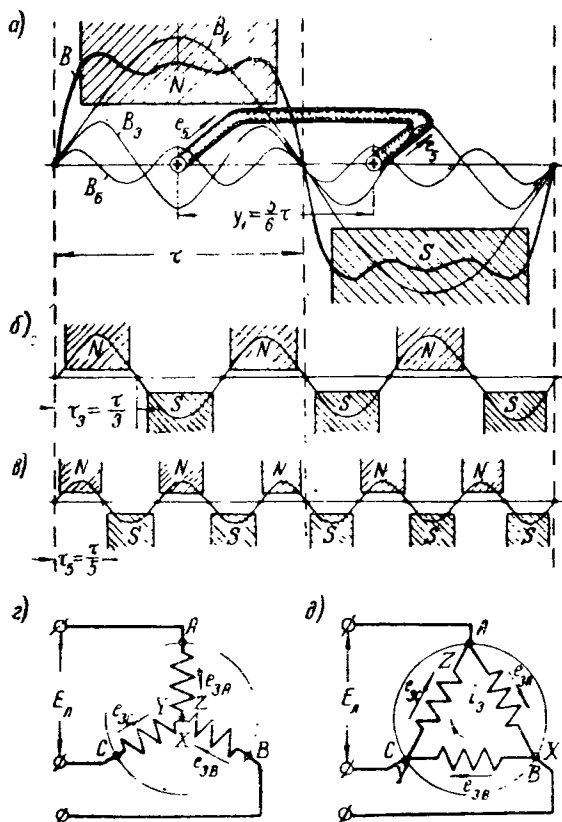 а)
B
B₁
N
B₃
e₅
e₅
B₅
y₁ = 5/6 τ
τ
S
б)
N N N
τ₃ = τ/3
S S S
в)
N N N N N
S S S S S
τ₅ = τ/5
г)
A
Eл
e₃A
e₃C
Y Z
X
C
B
д)
A
Z
Eл
e₃C
i₃
e₃A
C
B
X
e₃B